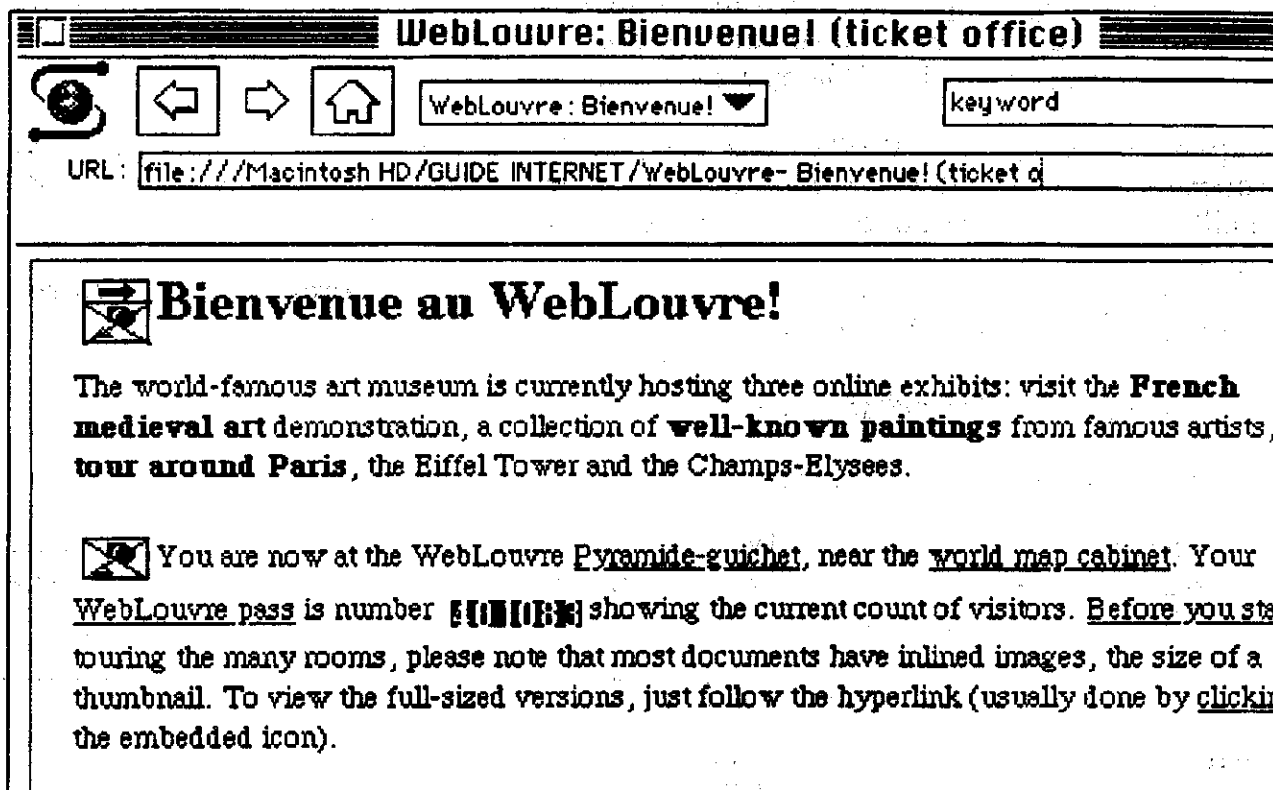 WebLouvre: Bienvenue! (ticket office)
WebLouvre : Bienvenue!
keyword
URL : file:///Macintosh HD/GUIDE INTERNET/WebLouvre- Bienvenue! (ticket o
Bienvenue au WebLouvre!
The world-famous art museum is currently hosting three online exhibits: visit the French
medieval art demonstration, a collection of well-known paintings from famous artists,
tour around Paris, the Eiffel Tower and the Champs-Elysees.
You are now at the WebLouvre Pyramide-guichet, near the world map cabinet. Your
WebLouvre pass is number showing the current count of visitors. Before you sta
touring the many rooms, please note that most documents have inlined images, the size of a
thumbnail. To view the full-sized versions, just follow the hyperlink (usually done by clickin
the embedded icon).